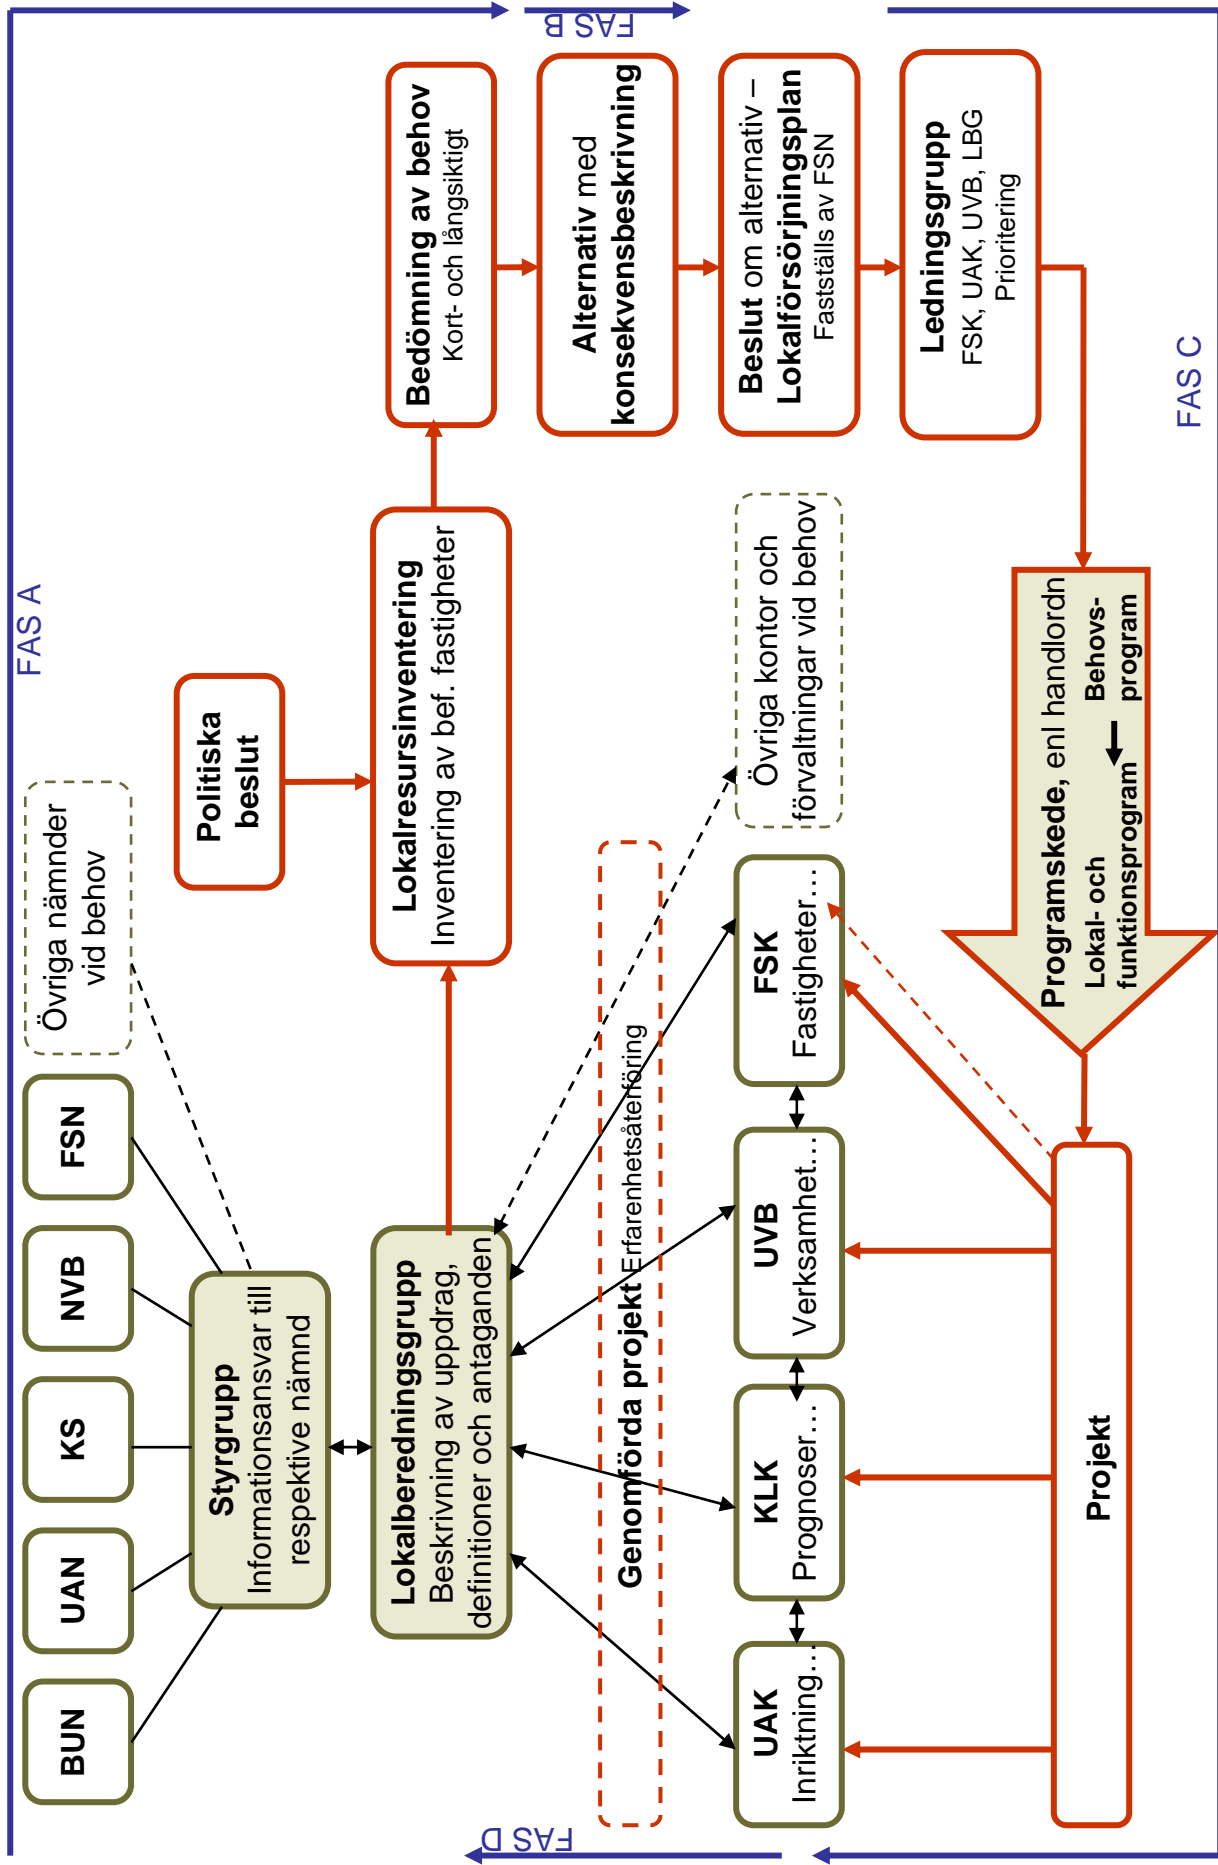 FAS A
BUN
UAN
KS
NVB
FSN
Övriga nämnder
vid behov
Styrgrupp
Informationsansvar till
respektive nämnd
Politiska
beslut
Lokalberedningsgrupp
Beskrivning av uppdrag,
definitioner och antaganden
Lokalresursinventering
Inventering av bef. fastigheter
Bedömning av behov
Kort- och långsiktigt
FAS B
Alternativ med
konsekvensbeskrivning
Beslut om alternativ –
Lokalförsörjningsplan
Fastställs av FSN
Ledningsgrupp
FSK, UAK, UVB, LBG
Prioritering
FAS C
Genomförda projekt Erfarenhetsåterföring
UAK
Inriktning…
KLK
Prognoser…
UVB
Verksamhet…
FSK
Fastigheter…
Övriga kontor och
förvaltningar vid behov
Programskede, enl handlordn
Lokal- och
funktionsprogram
Behovs-
program
Projekt
FAS D